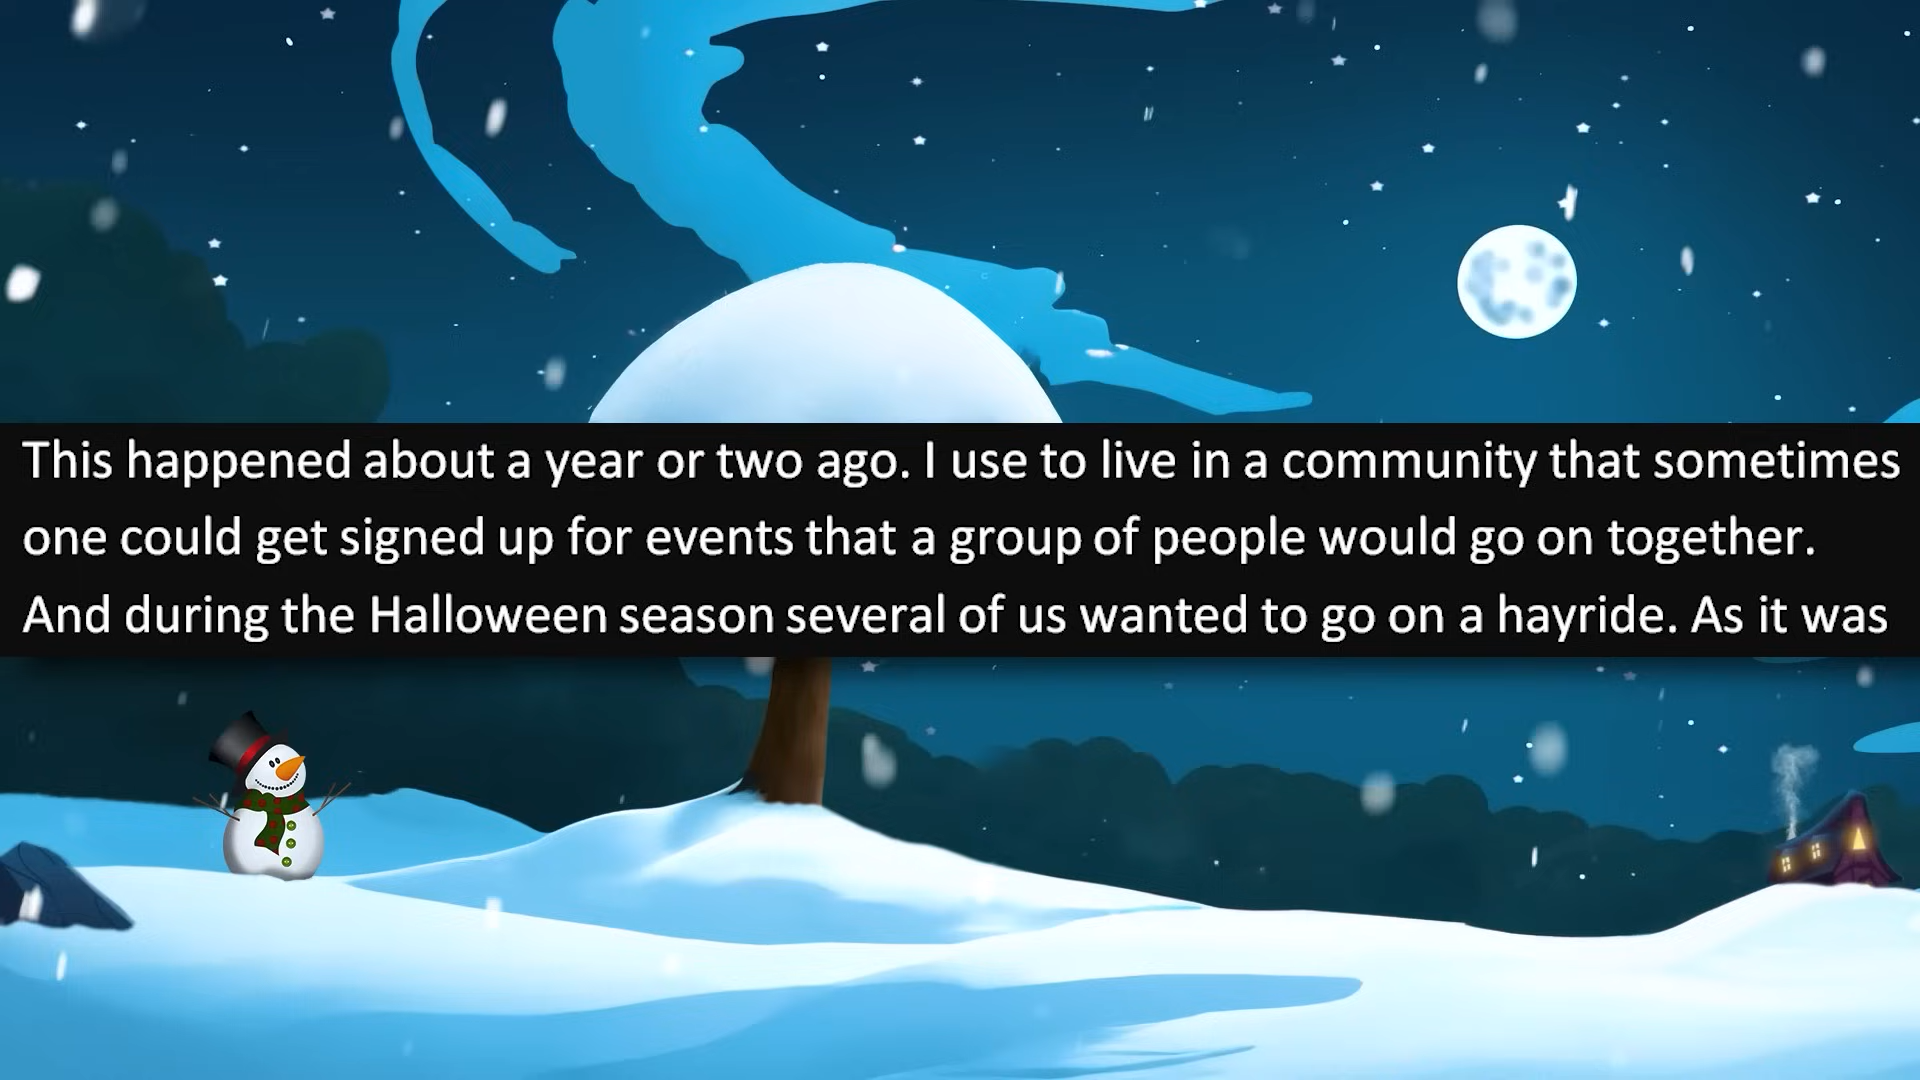 This happened about a year or two ago. I use to live in a community that sometimes
one could get signed up for events that a group of people would go on together.
And during the Halloween season several of us wanted to go on a hayride. As it was